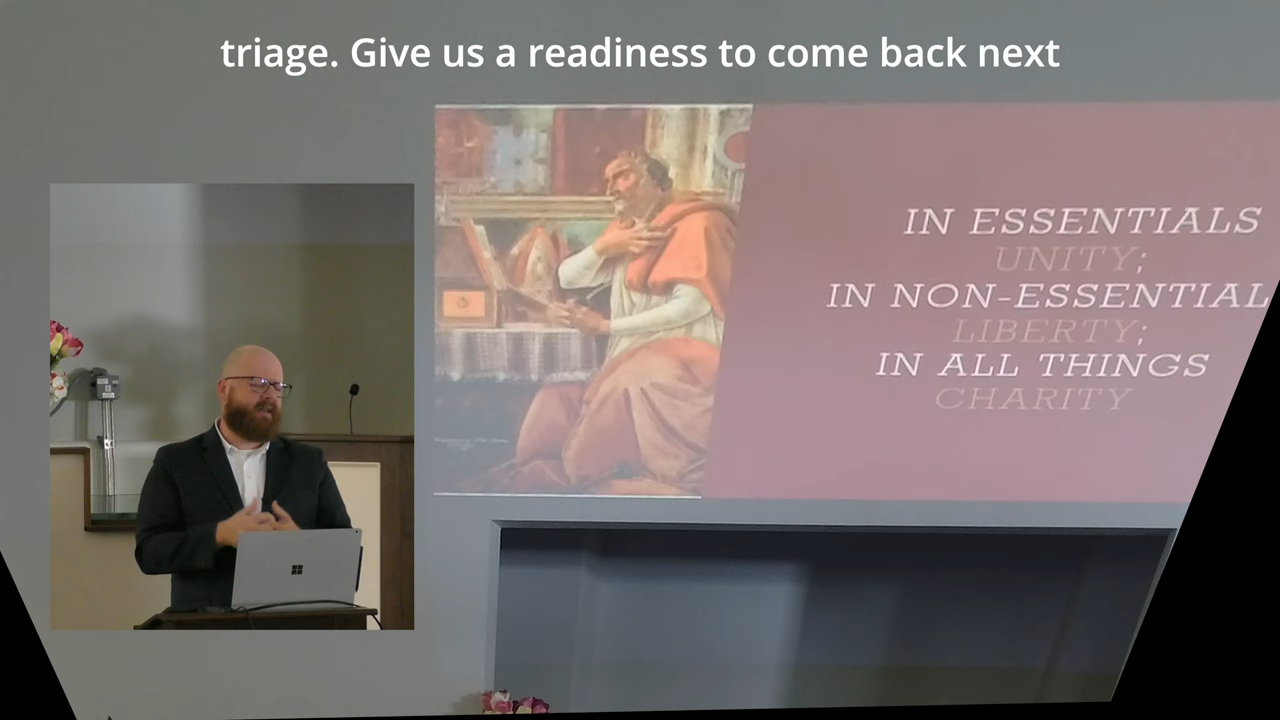 triage. Give us a readiness to come back next
IN ESSENTIALS
UNITY;
IN NON-ESSENTIAL
LIBERTY;
IN ALL THINGS
CHARITY